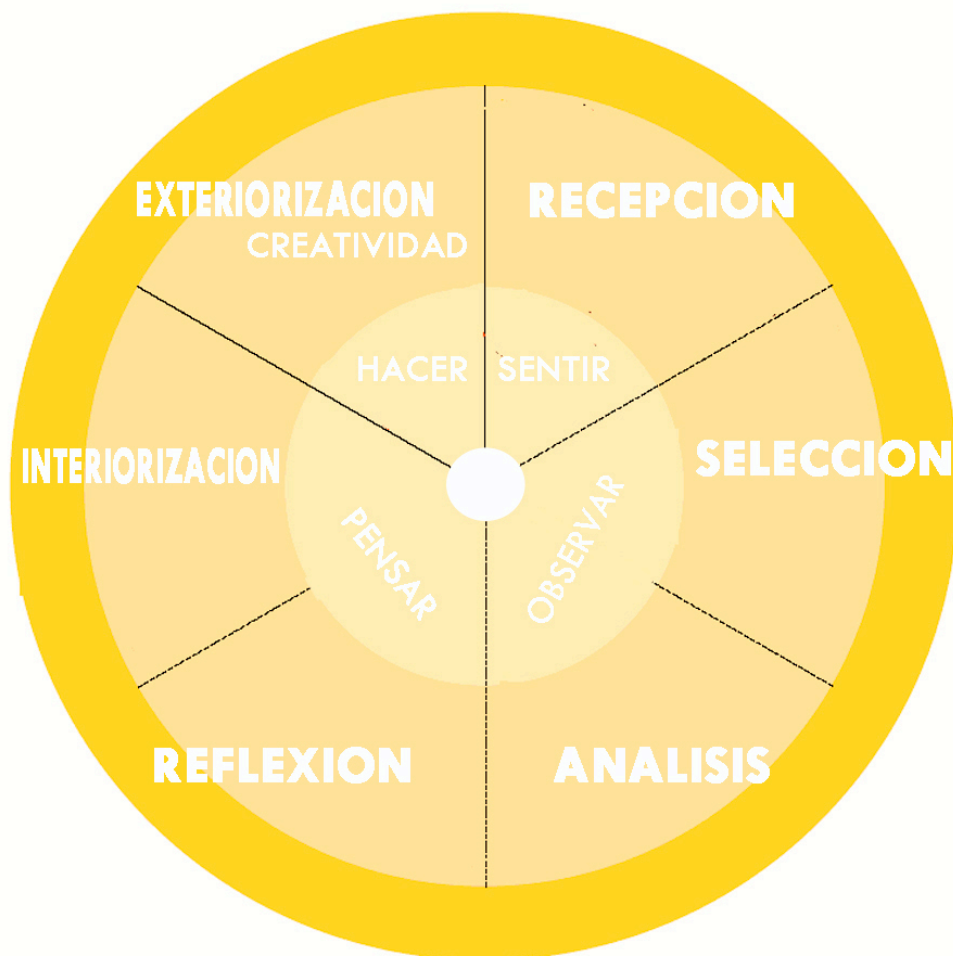 EXTERIORIZACION
CREATIVIDAD
RECEPCION
HACER
SENTIR
INTERIORIZACION
SELECCION
PENSAR
OBSERVAR
REFLEXION
ANALISIS